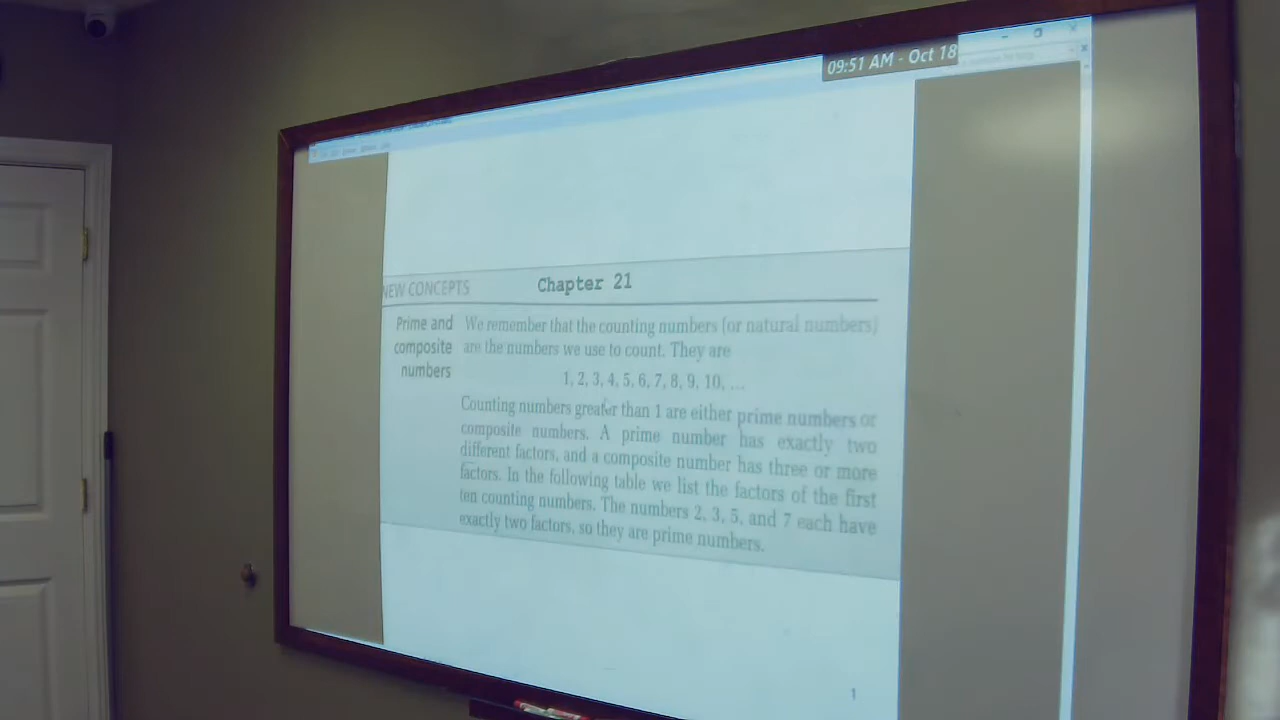 09:51 AM - Oct 18
NEW CONCEPTS Chapter 21
Prime and
composite
numbers
We remember that the counting numbers (or natural numbers)
are the numbers we use to count. They are
1, 2, 3, 4, 5, 6, 7, 8, 9, 10, ...
Counting numbers greater than 1 are either prime numbers or
composite numbers. A prime number has exactly two
different factors, and a composite number has three or more
factors. In the following table we list the factors of the first
ten counting numbers. The numbers 2, 3, 5, and 7 each have
exactly two factors, so they are prime numbers.
1